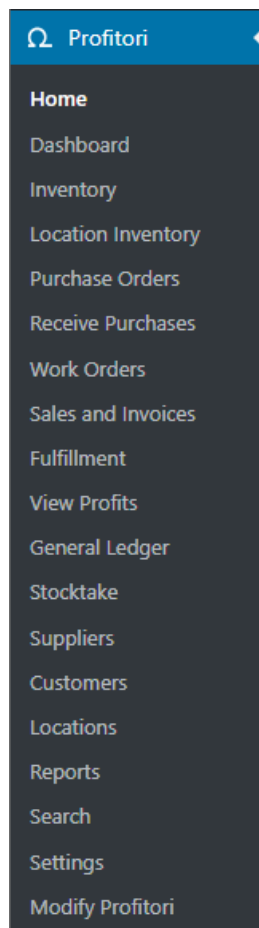 Ω Profitori
Home
Dashboard
Inventory
Location Inventory
Purchase Orders
Receive Purchases
Work Orders
Sales and Invoices
Fulfillment
View Profits
General Ledger
Stocktake
Suppliers
Customers
Locations
Reports
Search
Settings
Modify Profitori